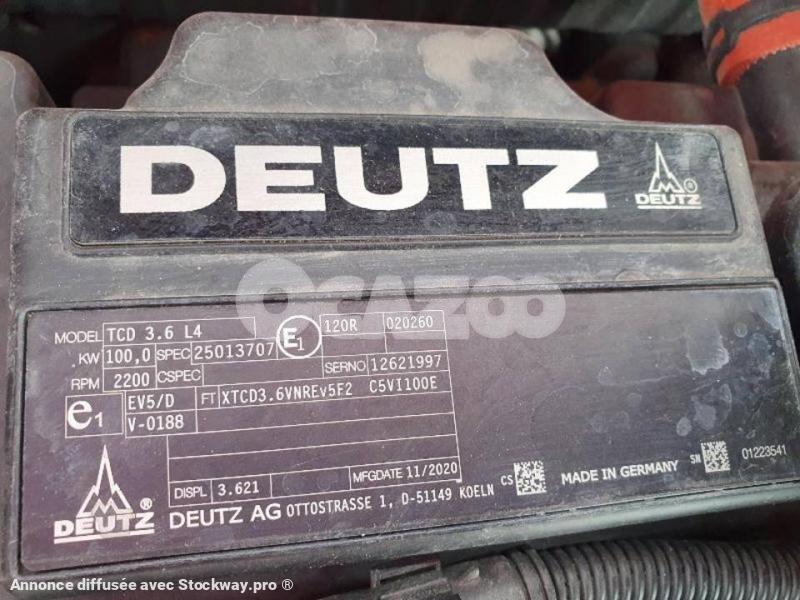 DEUTZ
DEUTZ ®
OCAZOO
MODEL TCD 3.6 L4 E1 120R 020260
KW 100,0 SPEC 25013707
RPM 2200 CSPEC SERNO 12621997
e1 EV5/D FT XTCD3.6VNREv5F2 C5VI100E
V-0188
DISPL 3.621 MFGDATE 11/2020
DEUTZ ®
DEUTZ AG OTTOSTRASSE 1, D-51149 KOELN CS MADE IN GERMANY SN 01223541
Annonce diffusée avec Stockway.pro ®